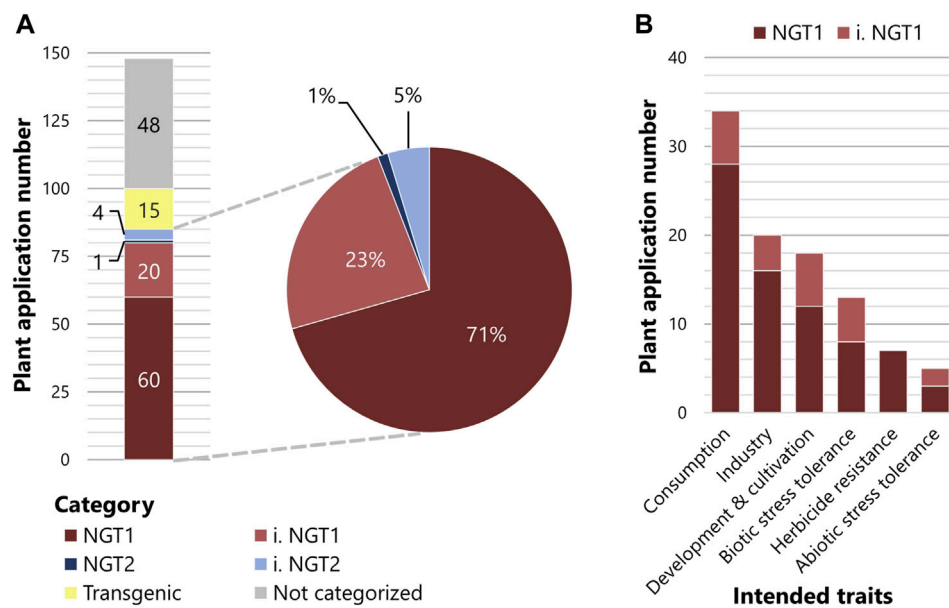 A
Plant application number
150
125
100
75
50
25
0
48
15
4
1
20
60
1%
5%
23%
71%
Category
NGT1
i. NGT1
NGT2
i. NGT2
Transgenic
Not categorized
B
NGT1
i. NGT1
Plant application number
40
30
20
10
0
Consumption
Industry
Development & cultivation
Biotic stress tolerance
Herbicide resistance
Abiotic stress tolerance
Intended traits